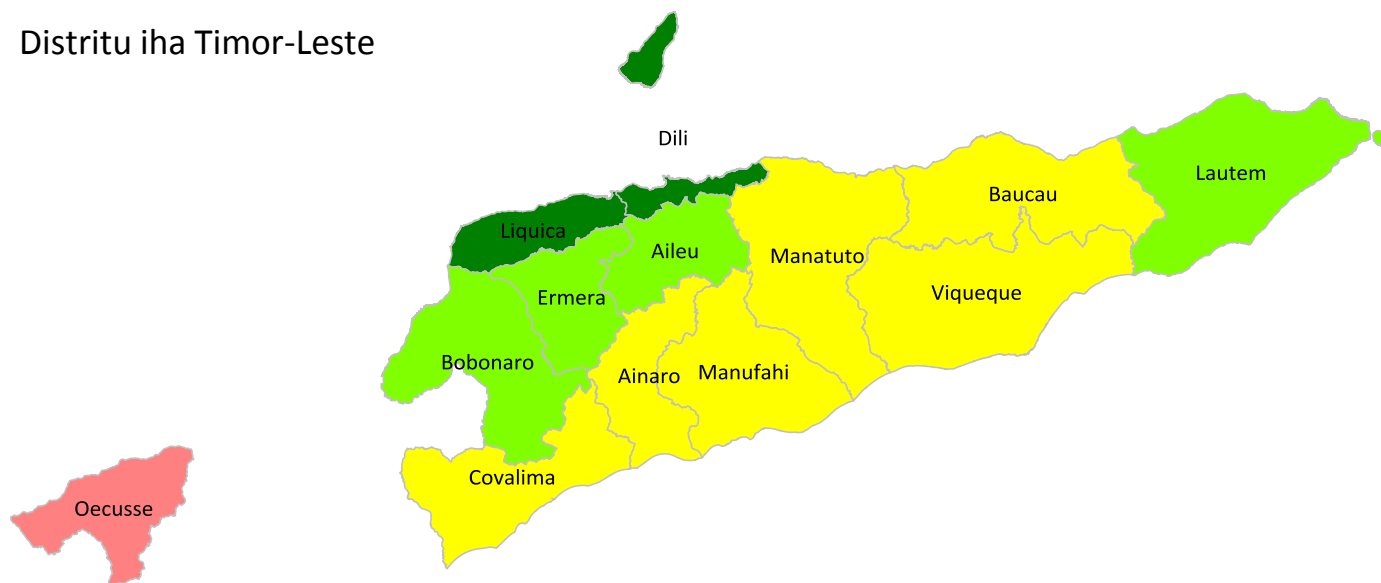 Distritu iha Timor-Leste
Dili
Lautem
Baucau
Liquica
Aileu
Manatuto
Viqueque
Ermera
Bobonaro
Ainaro
Manufahi
Covalima
Oecusse